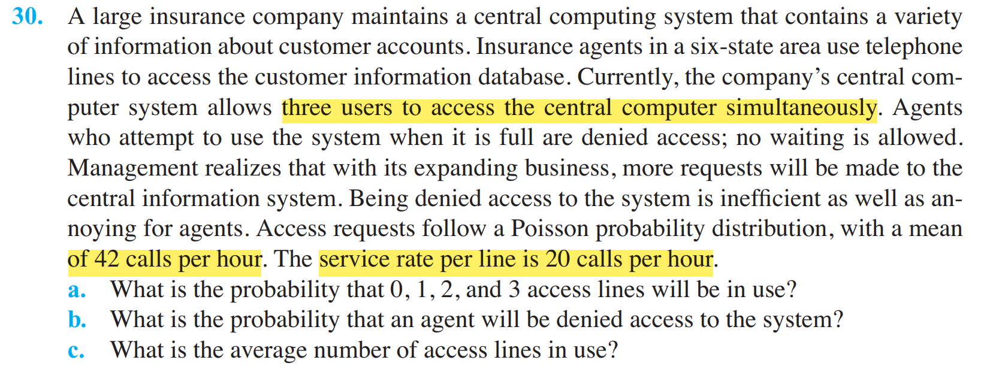 30. A large insurance company maintains a central computing system that contains a variety
of information about customer accounts. Insurance agents in a six-state area use telephone
lines to access the customer information database. Currently, the company’s central com-
puter system allows three users to access the central computer simultaneously. Agents
who attempt to use the system when it is full are denied access; no waiting is allowed.
Management realizes that with its expanding business, more requests will be made to the
central information system. Being denied access to the system is inefficient as well as an-
noying for agents. Access requests follow a Poisson probability distribution, with a mean
of 42 calls per hour. The service rate per line is 20 calls per hour.
a. What is the probability that 0, 1, 2, and 3 access lines will be in use?
b. What is the probability that an agent will be denied access to the system?
c. What is the average number of access lines in use?